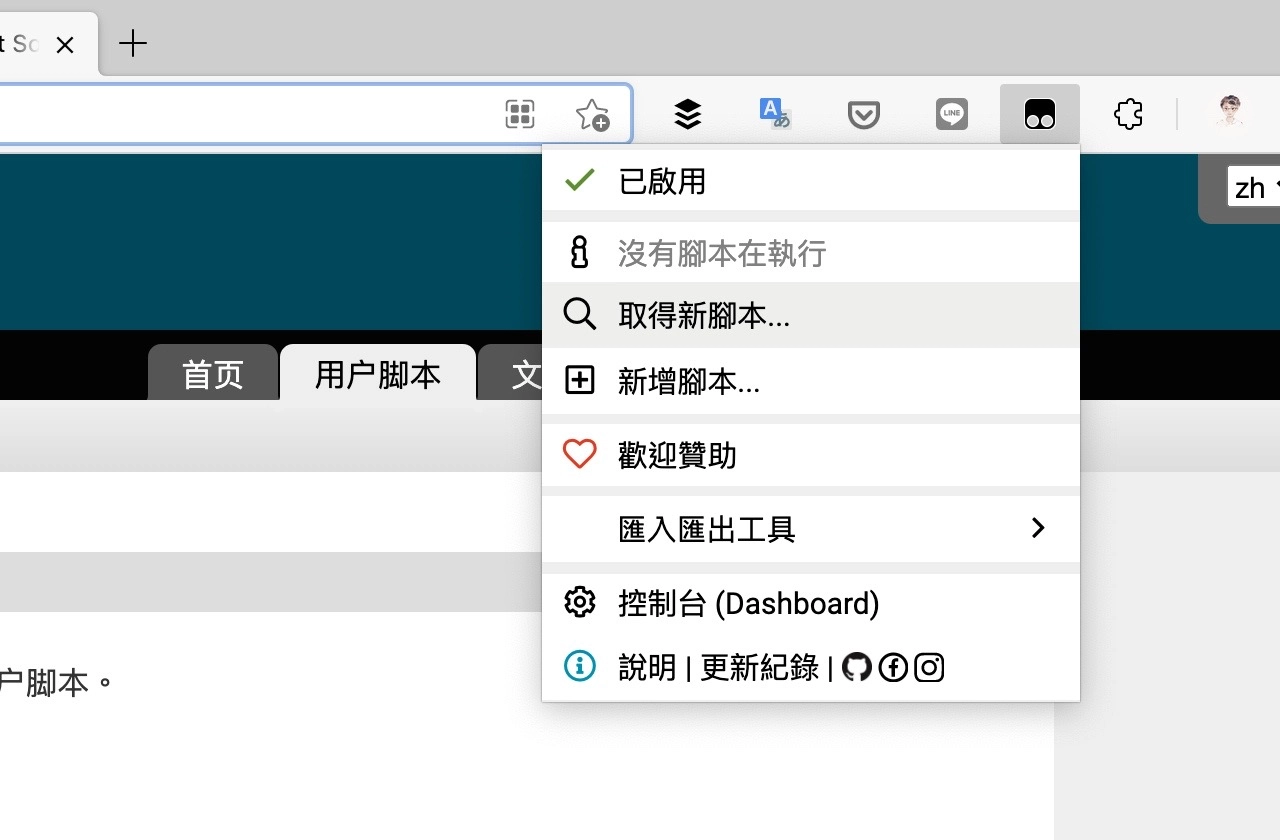 t Sc
A
あ
LINE
已啟用
zh
沒有腳本在執行
取得新腳本...
首页
用户脚本
文
新增腳本...
歡迎贊助
匯入匯出工具
控制台 (Dashboard)
说明 | 更新紀錄 |
户脚本。